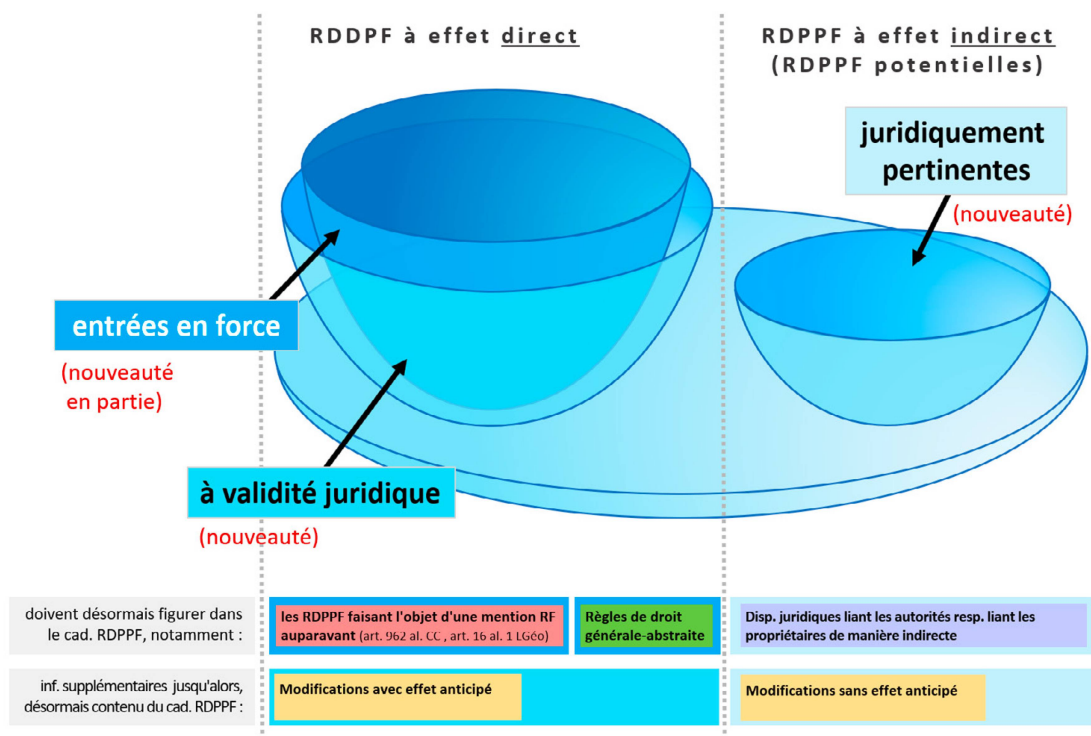 RDDPF à effet direct
RDPPF à effet indirect
(RDPPF potentielles)
juridiquement
pertinentes
(nouveauté)
entrées en force
(nouveauté
en partie)
à validité juridique
(nouveauté)
doivent désormais figurer dans
le cad. RDPPF, notamment :
les RDPPF faisant l'objet d'une mention RF
auparavant (art. 962 al. CC , art. 16 al. 1 LGéo)
Règles de droit
générale-abstraite
Disp. juridiques liant les autorités resp. liant les
propriétaires de manière indirecte
inf. supplémentaires jusqu'alors,
désormais contenu du cad. RDPPF :
Modifications avec effet anticipé
Modifications sans effet anticipé